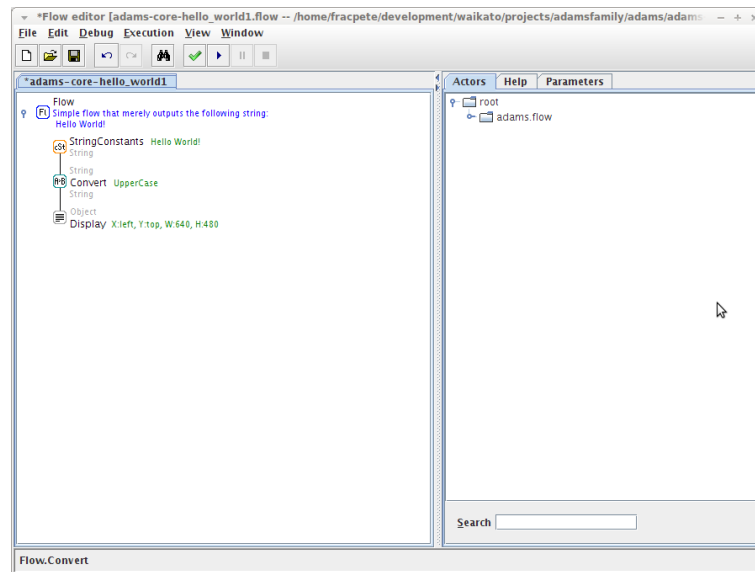 *Flow editor [adams-core-hello_world1.flow -- /home/fracpete/development/waikato/projects/adamsfamily/adams/adams
File Edit Debug Execution View Window
*adams-core-hello_world1
Flow
Simple flow that merely outputs the following string:
Hello World!
StringConstants Hello World!
String
String
Convert UpperCase
String
Object
Display X:left, Y:top, W:640, H:480
Actors Help Parameters
root
adams.flow
Search
Flow.Convert